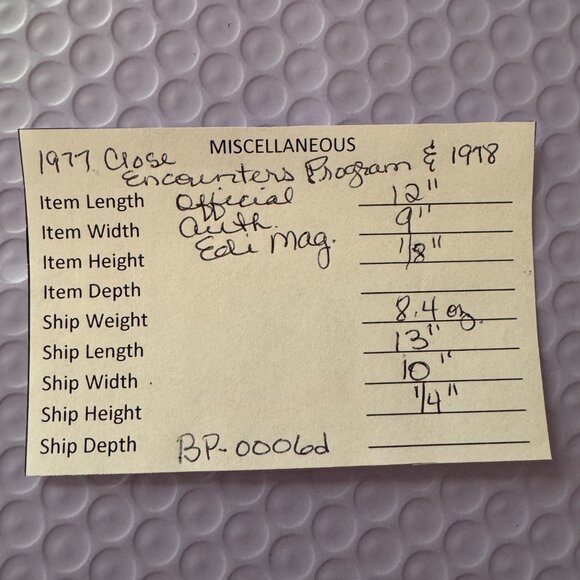 MISCELLANEOUS
1977 Close
Encounters Program & 1978
Item Length Official 12"
Item Width Auth. 9"
Item Height Edi Mag. 1/8"
Item Depth
Ship Weight 8.4 oz.
Ship Length 13"
Ship Width 10"
Ship Height 1/4"
Ship Depth BP-0006d